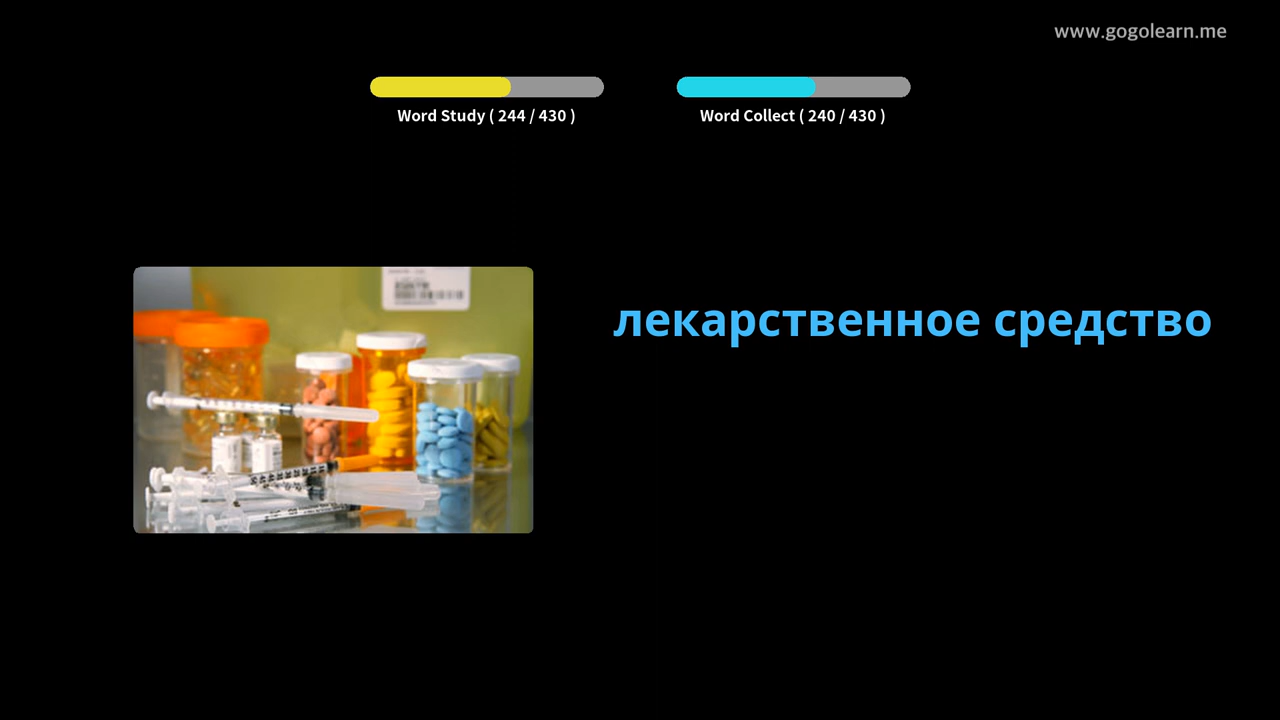 www.gogolearn.me
Word Study ( 244 / 430 )
Word Collect ( 240 / 430 )
лекарственное средство